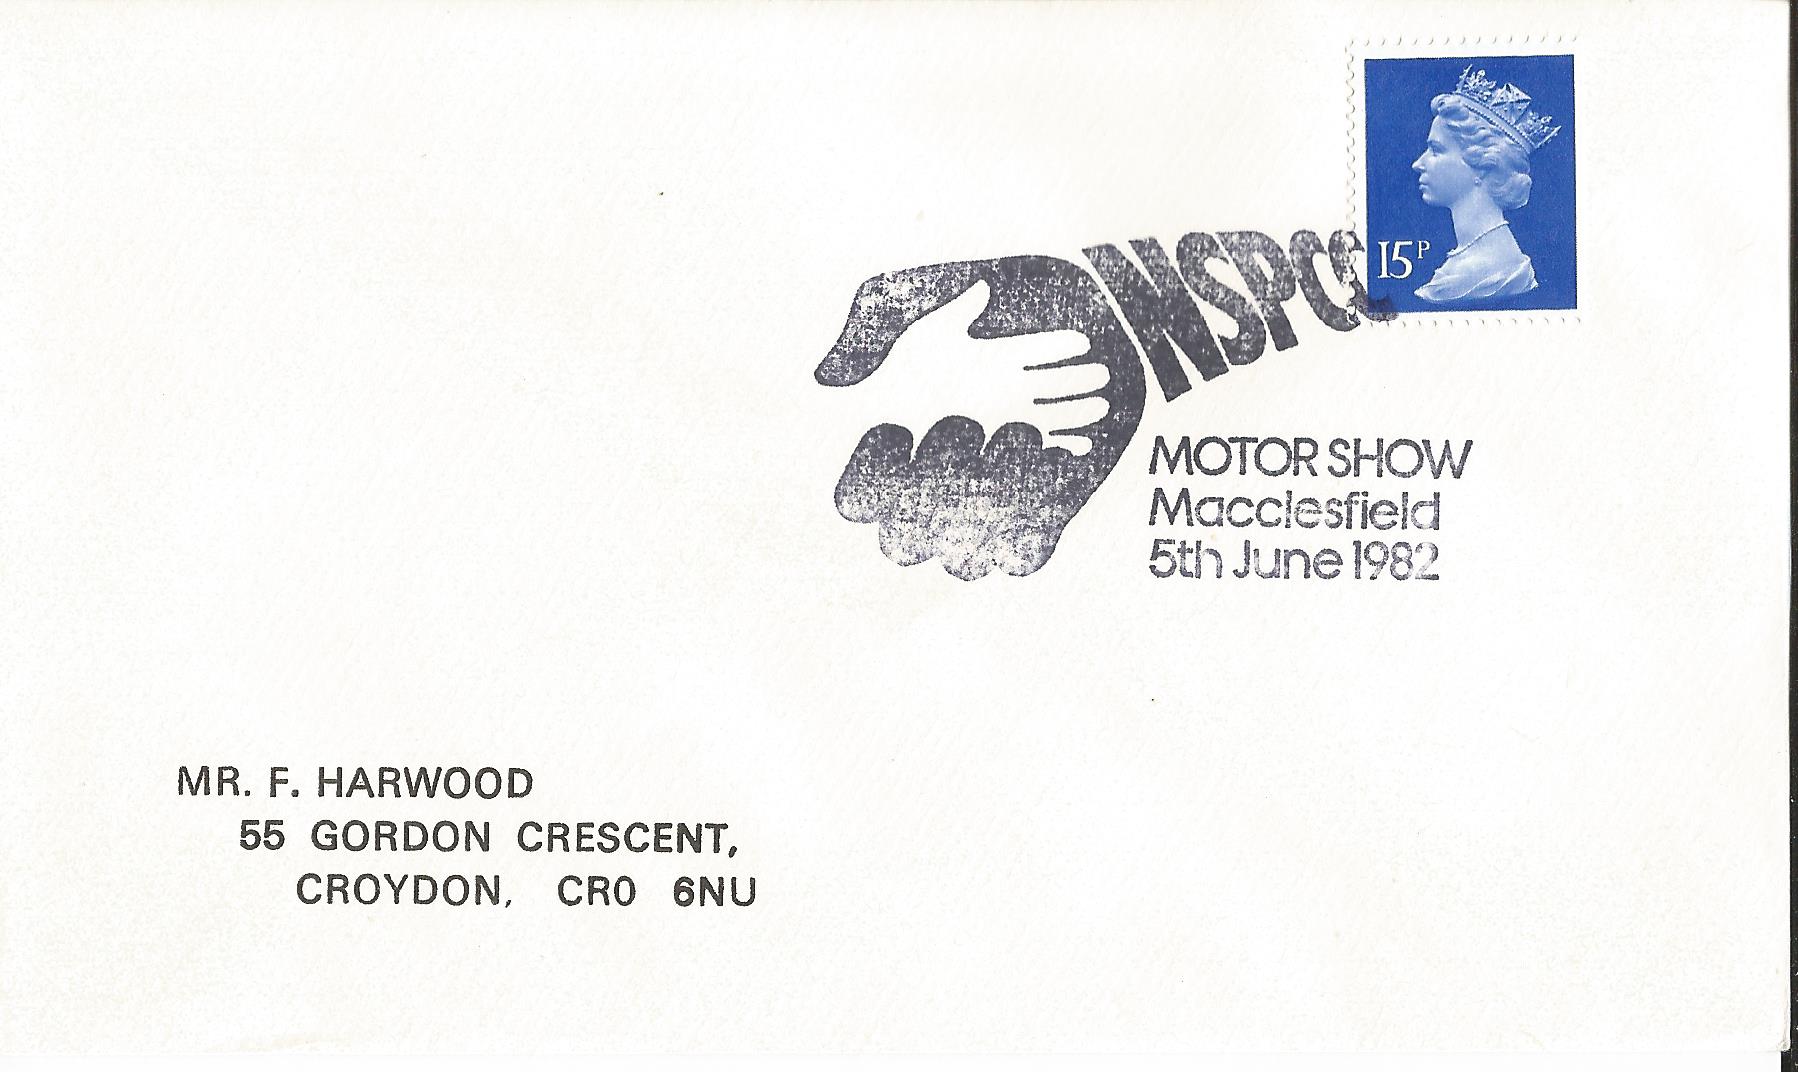 15P
NSPCC
MOTOR SHOW
Macclesfield
5th June 1982
MR. F. HARWOOD
55 GORDON CRESCENT,
CROYDON, CR0 6NU